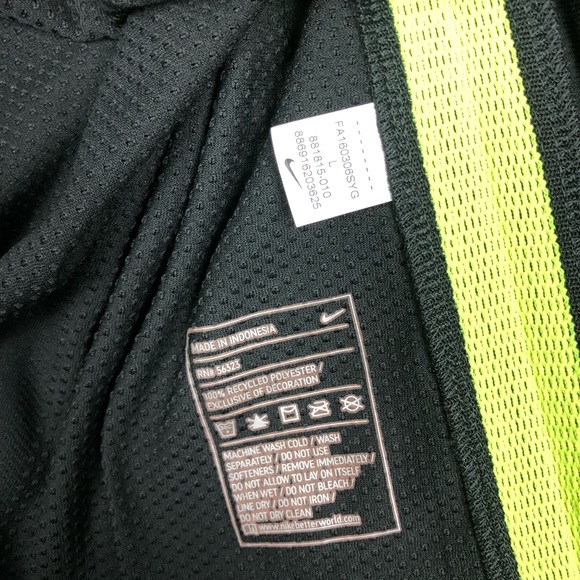 FA160306SYG
L
881815-010
886916203625
MADE IN INDONESIA
RN# 56323
100% RECYCLED POLYESTER /
EXCLUSIVE OF DECORATION
MACHINE WASH COLD / WASH
SEPARATELY / DO NOT USE
SOFTENERS / REMOVE IMMEDIATELY /
DO NOT ALLOW TO LAY ON ITSELF
WHEN WET / DO NOT BLEACH /
LINE DRY / DO NOT IRON /
DO NOT DRY CLEAN
www.nikebetterworld.com